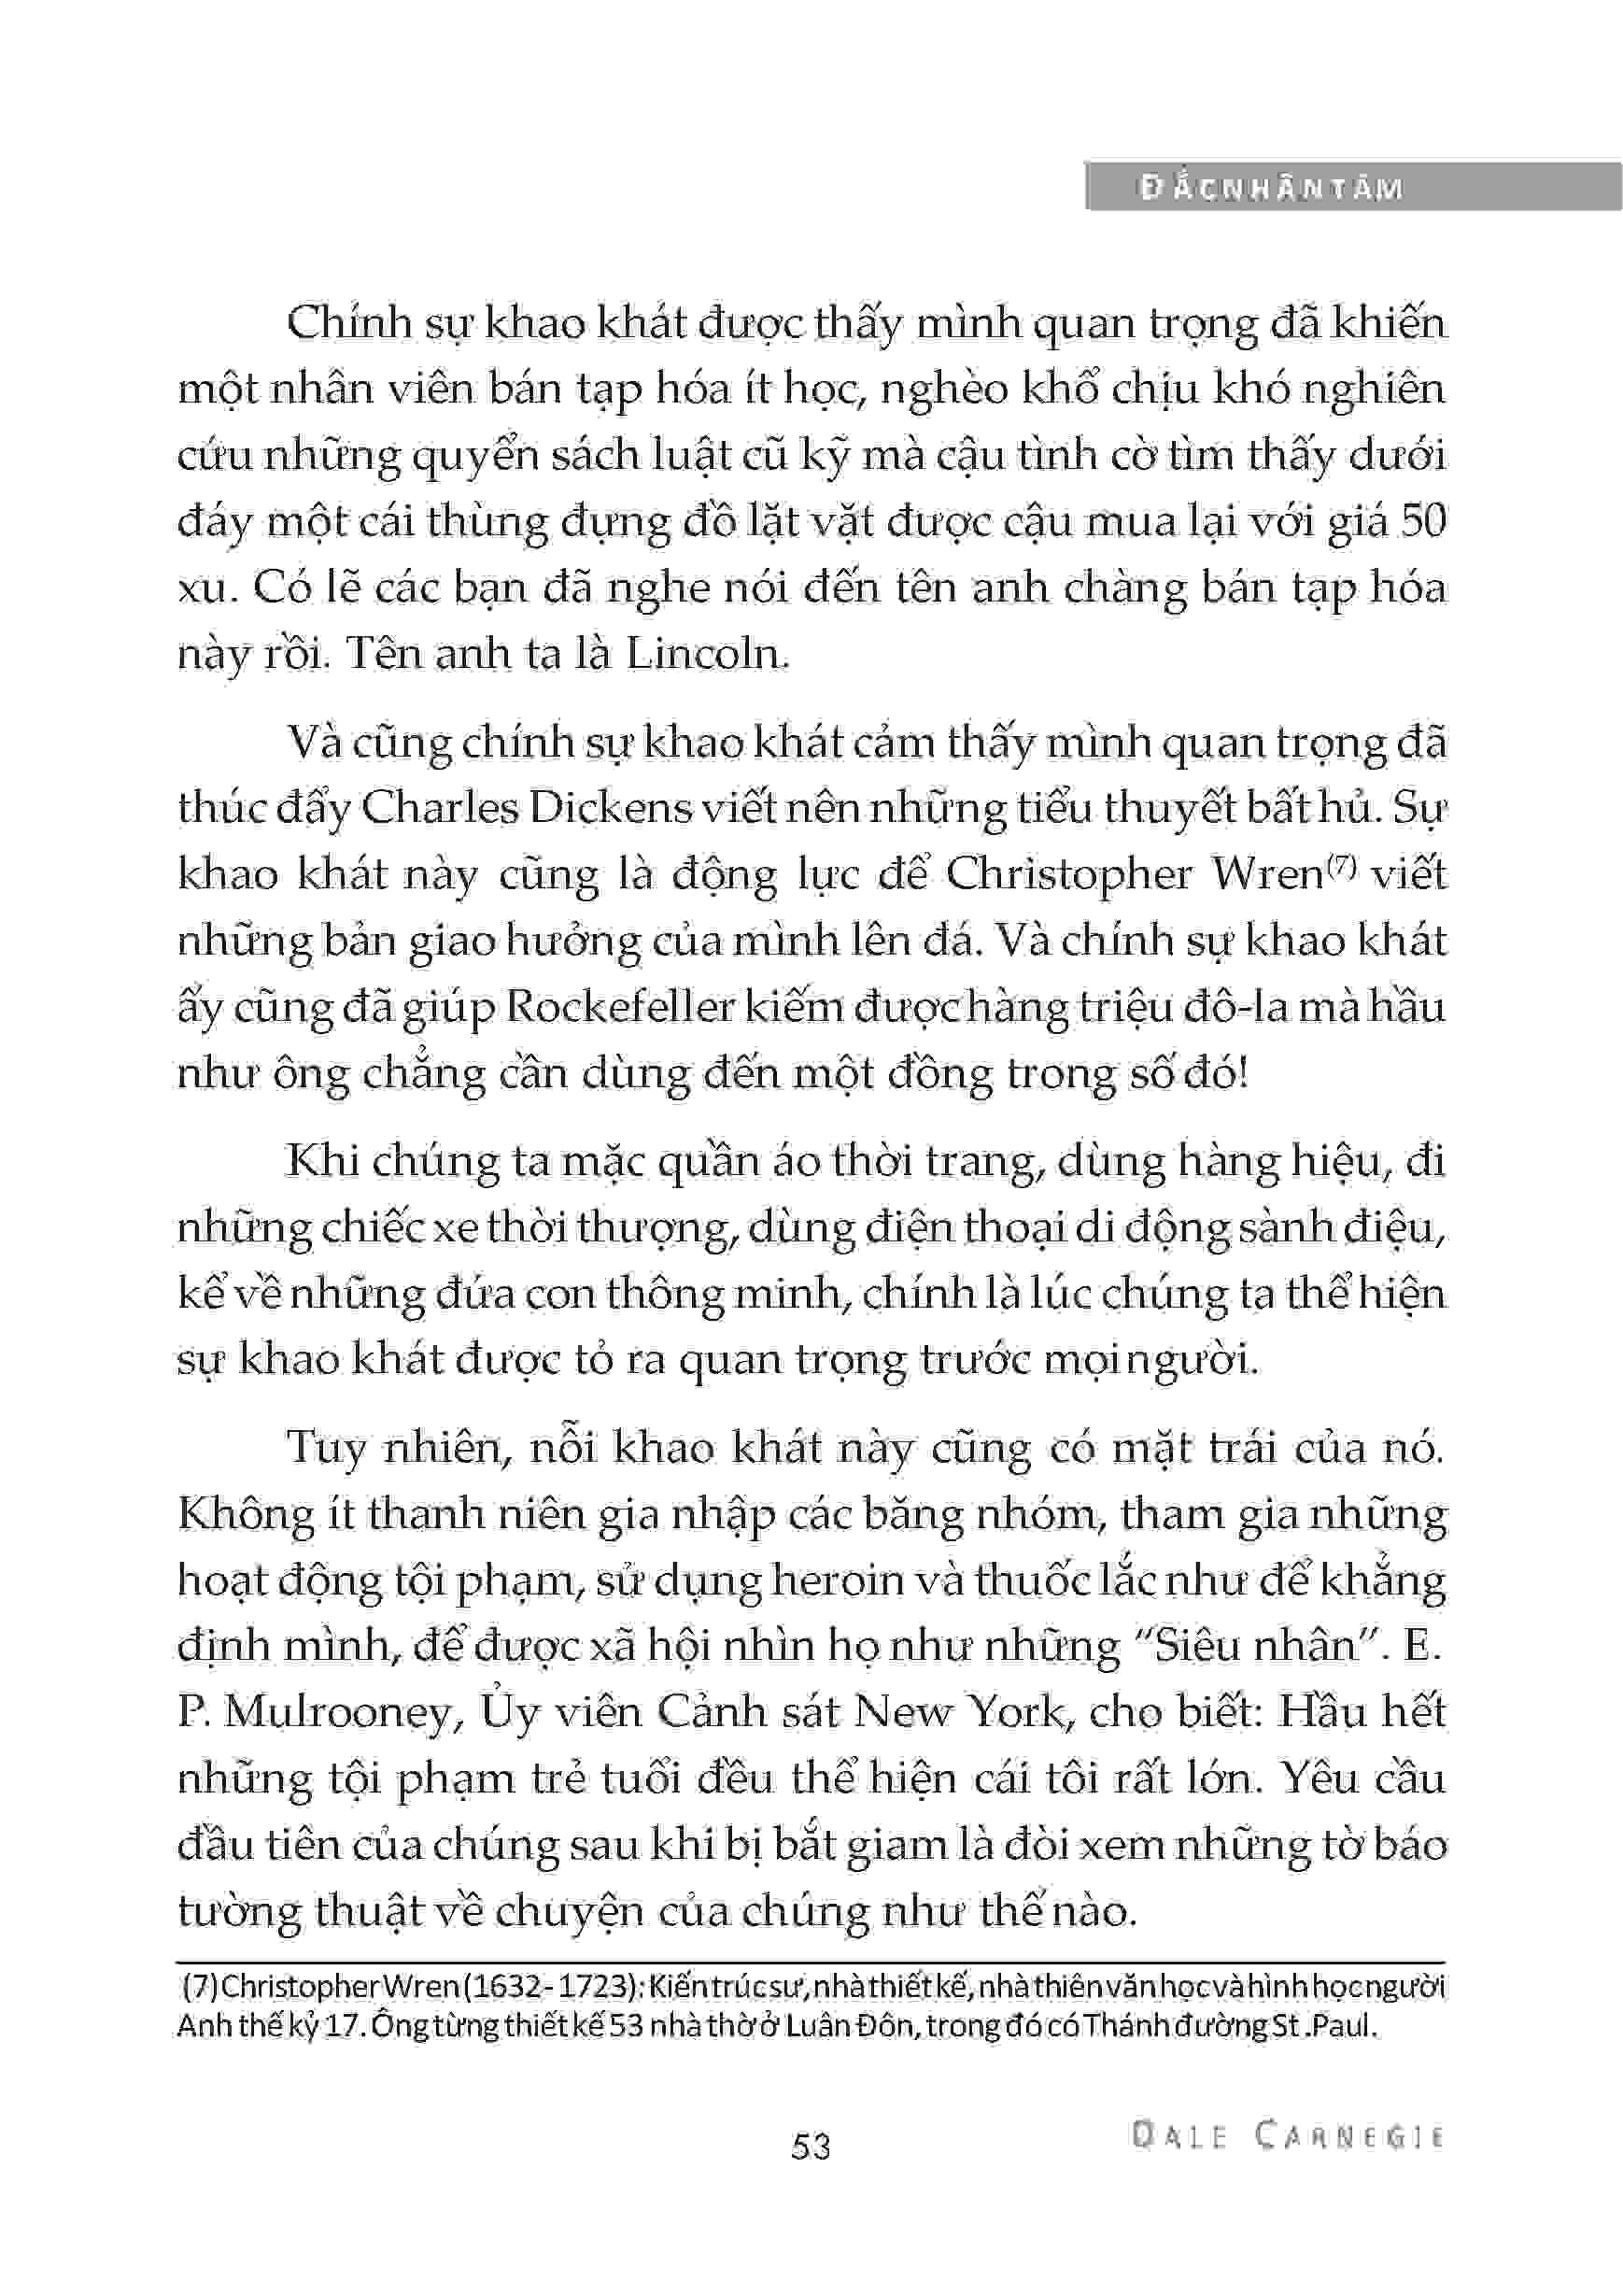 ĐẮC NHÂN TÂM
Chính sự khao khát được thấy mình quan trọng đã khiến
một nhân viên bán tạp hóa ít học, nghèo khổ chịu khó nghiên
cứu những quyển sách luật cũ kỹ mà cậu tình cờ tìm thấy dưới
đáy một cái thùng đựng đồ lặt vặt được cậu mua lại với giá 50
xu. Có lẽ các bạn đã nghe nói đến tên anh chàng bán tạp hóa
này rồi. Tên anh ta là Lincoln.
Và cũng chính sự khao khát cảm thấy mình quan trọng đã
thúc đẩy Charles Dickens viết nên những tiểu thuyết bất hủ. Sự
khao khát này cũng là động lực để Christopher Wren(7) viết
những bản giao hưởng của mình lên đá. Và chính sự khao khát
ấy cũng đã giúp Rockefeller kiếm được hàng triệu đô-la mà hầu
như ông chẳng cần dùng đến một đồng trong số đó!
Khi chúng ta mặc quần áo thời trang, dùng hàng hiệu, đi
những chiếc xe thời thượng, dùng điện thoại di động sành điệu,
kể về những đứa con thông minh, chính là lúc chúng ta thể hiện
sự khao khát được tỏ ra quan trọng trước mọi người.
Tuy nhiên, nỗi khao khát này cũng có mặt trái của nó.
Không ít thanh niên gia nhập các băng nhóm, tham gia những
hoạt động tội phạm, sử dụng heroin và thuốc lắc như để khẳng
định mình, để được xã hội nhìn họ như những “Siêu nhân”. E.
P. Mulrooney, Ủy viên Cảnh sát New York, cho biết: Hầu hết
những tội phạm trẻ tuổi đều thể hiện cái tôi rất lớn. Yêu cầu
đầu tiên của chúng sau khi bị bắt giam là đòi xem những tờ báo
tường thuật về chuyện của chúng như thế nào.
(7) Christopher Wren (1632 - 1723): Kiến trúc sư, nhà thiết kế, nhà thiên văn học và hình học người
Anh thế kỷ 17. Ông từng thiết kế 53 nhà thờ ở Luân Đôn, trong đó có Thánh đường St .Paul.
53
DALE CARNEGIE